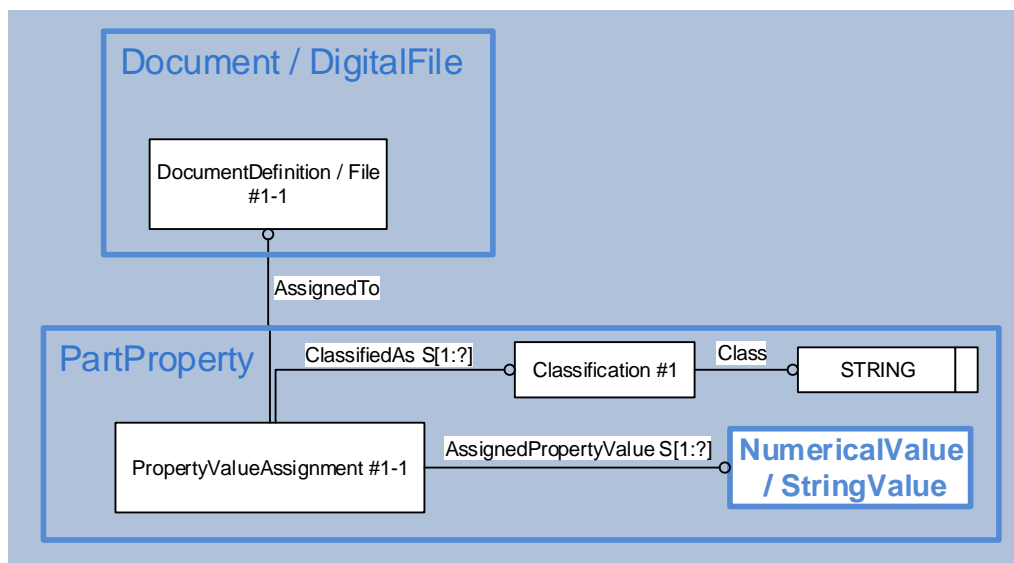 Document / DigitalFile
DocumentDefinition / File
#1-1
AssignedTo
PartProperty
ClassifiedAs S[1:?]
Classification #1
Class
STRING
PropertyValueAssignment #1-1
AssignedPropertyValue S[1:?]
NumericalValue
/ StringValue